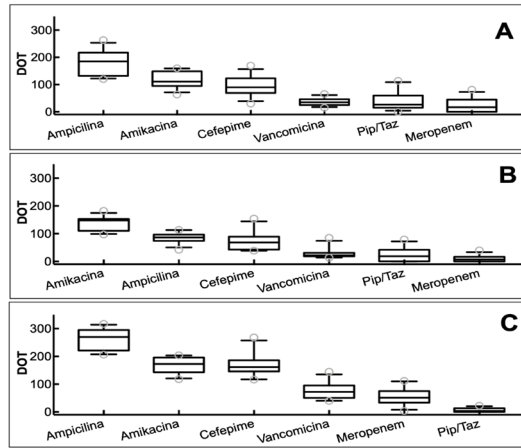 A
300
200
DOT
100
0
Ampicilina Amikacina Cefepime Vancomicina Pip/Taz Meropenem
B
300
200
DOT
100
0
Amikacina Ampicilina Cefepime Vancomicina Pip/Taz Meropenem
C
300
200
DOT
100
0
Ampicilina Amikacina Cefepime Vancomicina Meropenem Pip/Taz